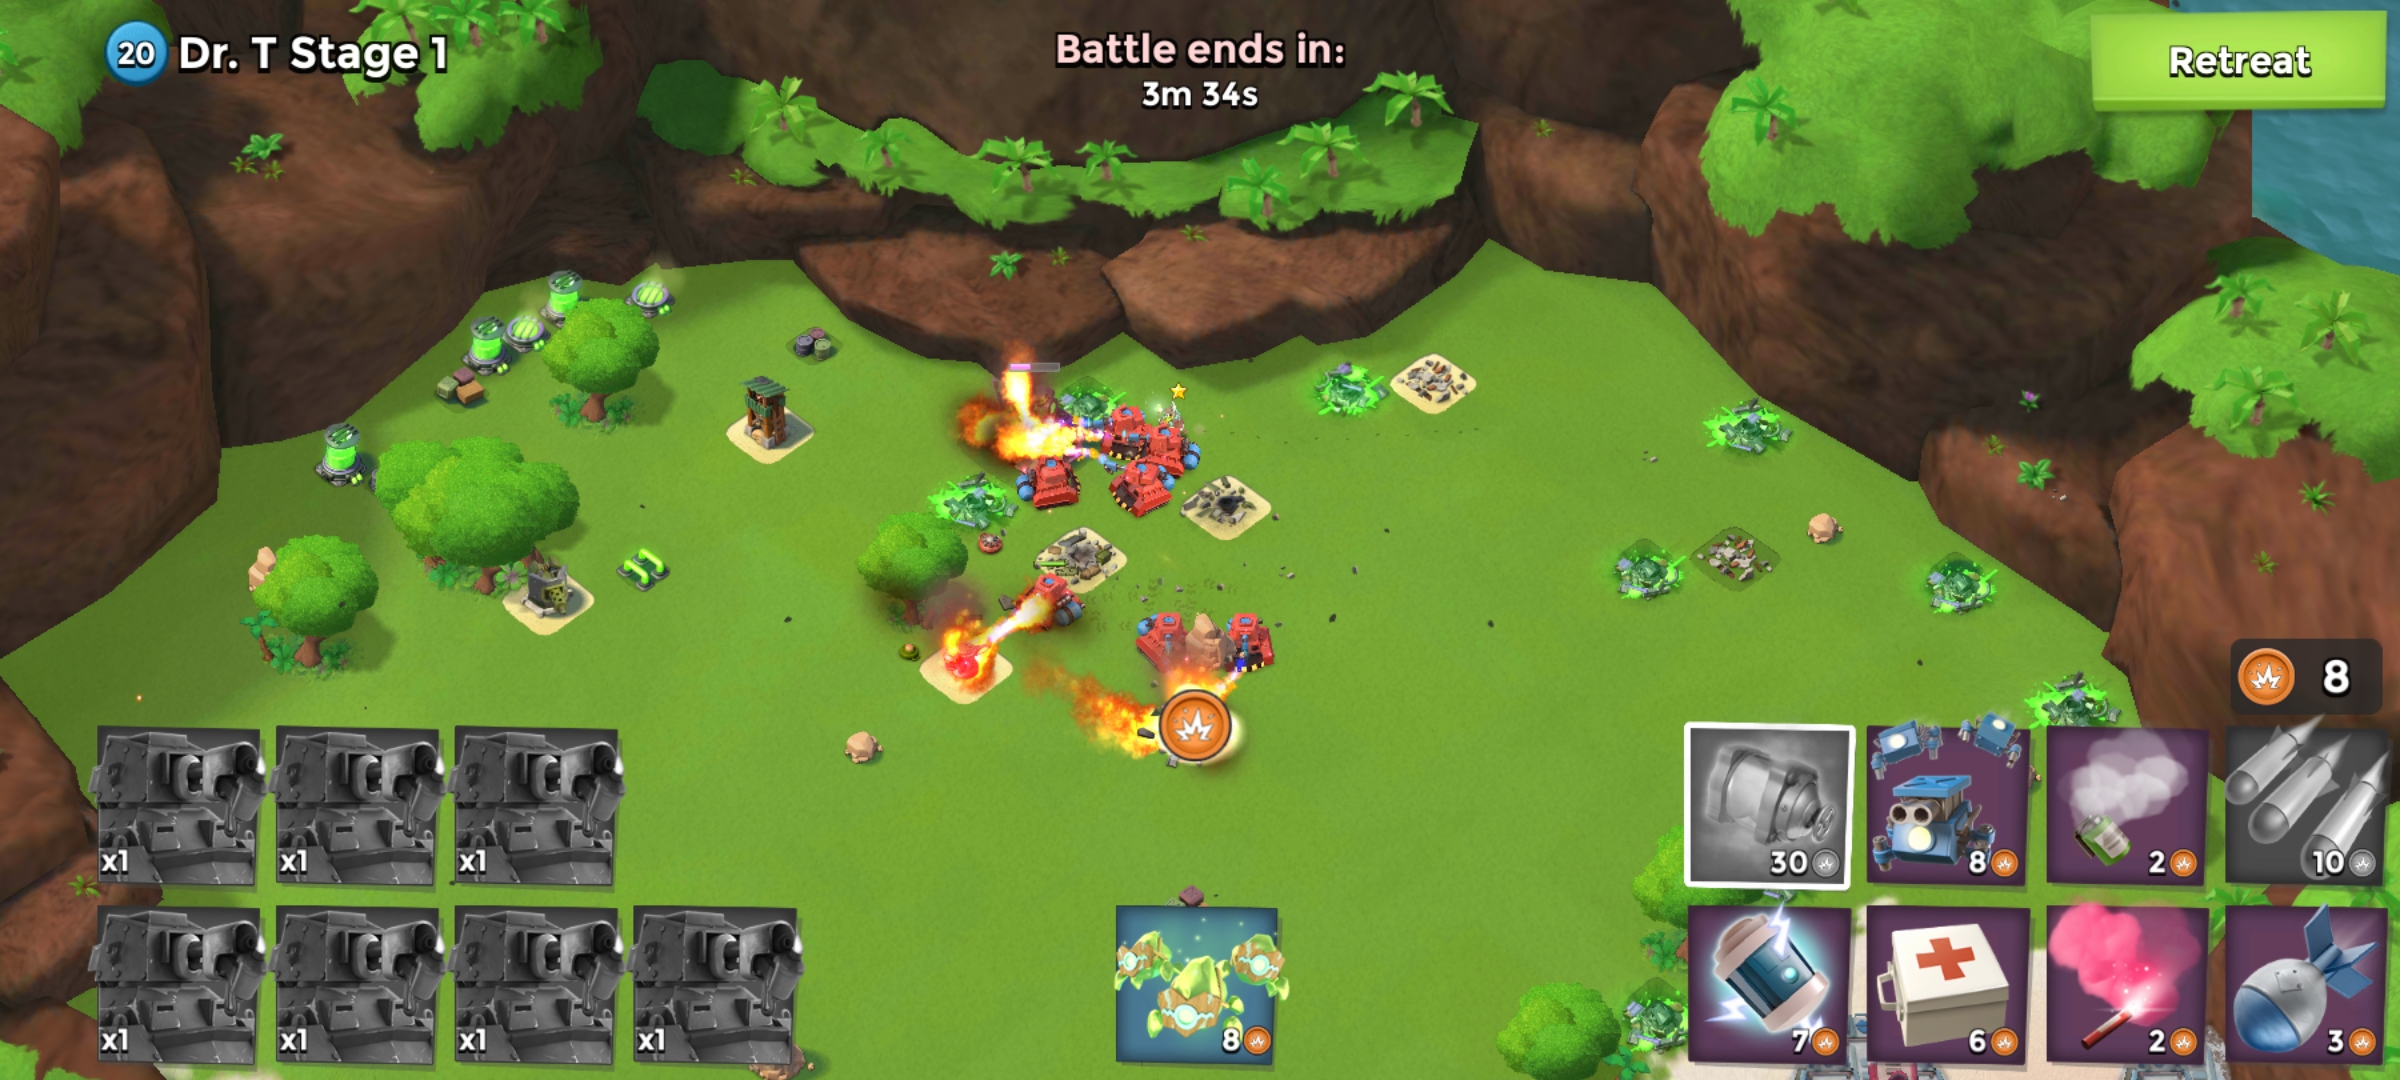 20 Dr. T Stage 1
Battle ends in:
3m 34s
Retreat
8
x1 x1 x1
30 8 2 10
x1 x1 x1 x1
8
7 6 2 3